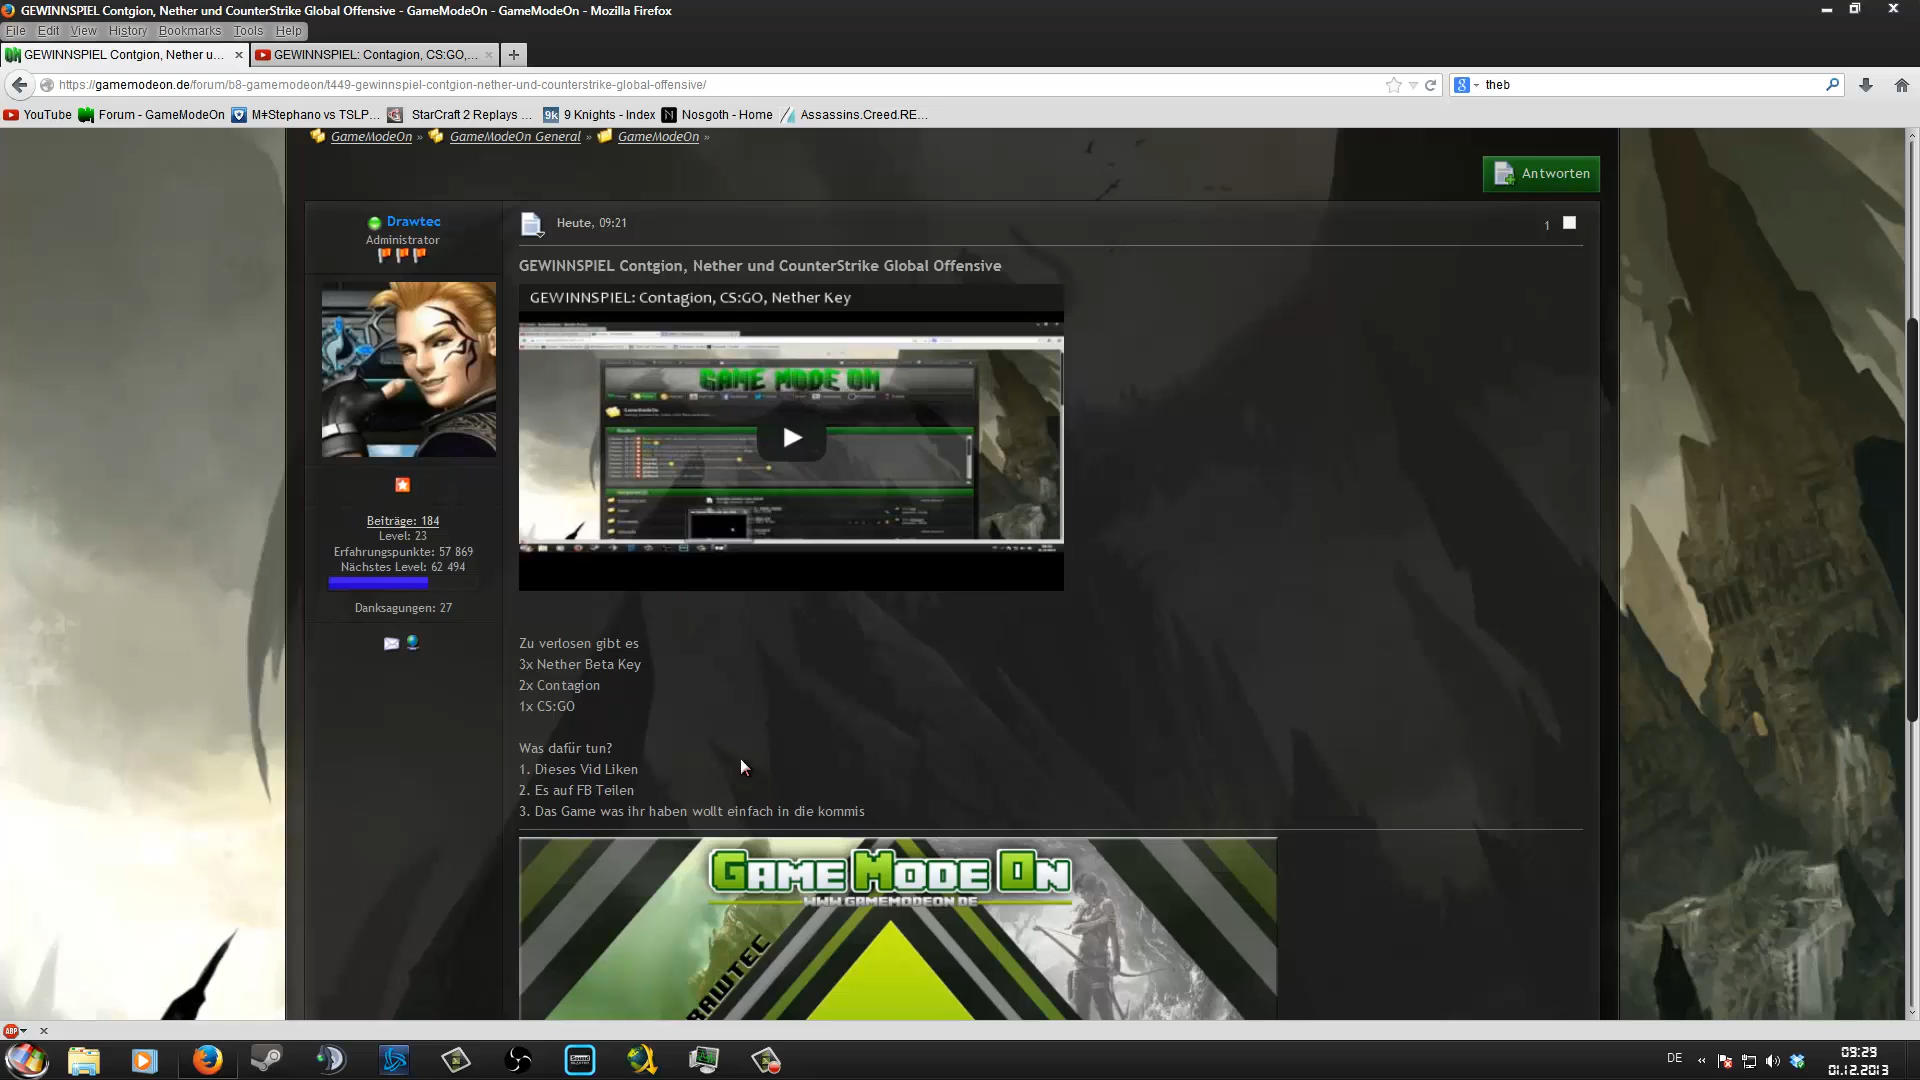 GEWINNSPIEL Contgion, Nether und CounterStrike Global Offensive - GameModeOn - GameModeOn - Mozilla Firefox
File Edit View History Bookmarks Tools Help
GEWINNSPIEL Contgion, Nether u...
GEWINNSPIEL: Contagion, CS:GO,...
https://gamemodeon.de/forum/b8-gamemodeon/t449-gewinnspiel-contgion-nether-und-counterstrike-global-offensive/
theb
YouTube Forum - GameModeOn M+Stephano vs TSLP... StarCraft 2 Replays ... 9k 9 Knights - Index Nosgoth - Home Assassins.Creed.RE...
GameModeOn » GameModeOn General » GameModeOn »
Antworten
Drawtec
Administrator
Heute, 09:21
1
GEWINNSPIEL Contgion, Nether und CounterStrike Global Offensive
GEWINNSPIEL: Contagion, CS:GO, Nether Key
GAME MODE ON
Beiträge: 184
Level: 23
Erfahrungspunkte: 57 869
Nächstes Level: 62 494
Danksagungen: 27
Zu verlosen gibt es
3x Nether Beta Key
2x Contagion
1x CS:GO
Was dafür tun?
1. Dieses Vid Liken
2. Es auf FB Teilen
3. Das Game was ihr haben wollt einfach in die kommis
GAME MODE ON
WWW.GAMEMODEON.DE
ABP
DE
09:29
01.12.2013